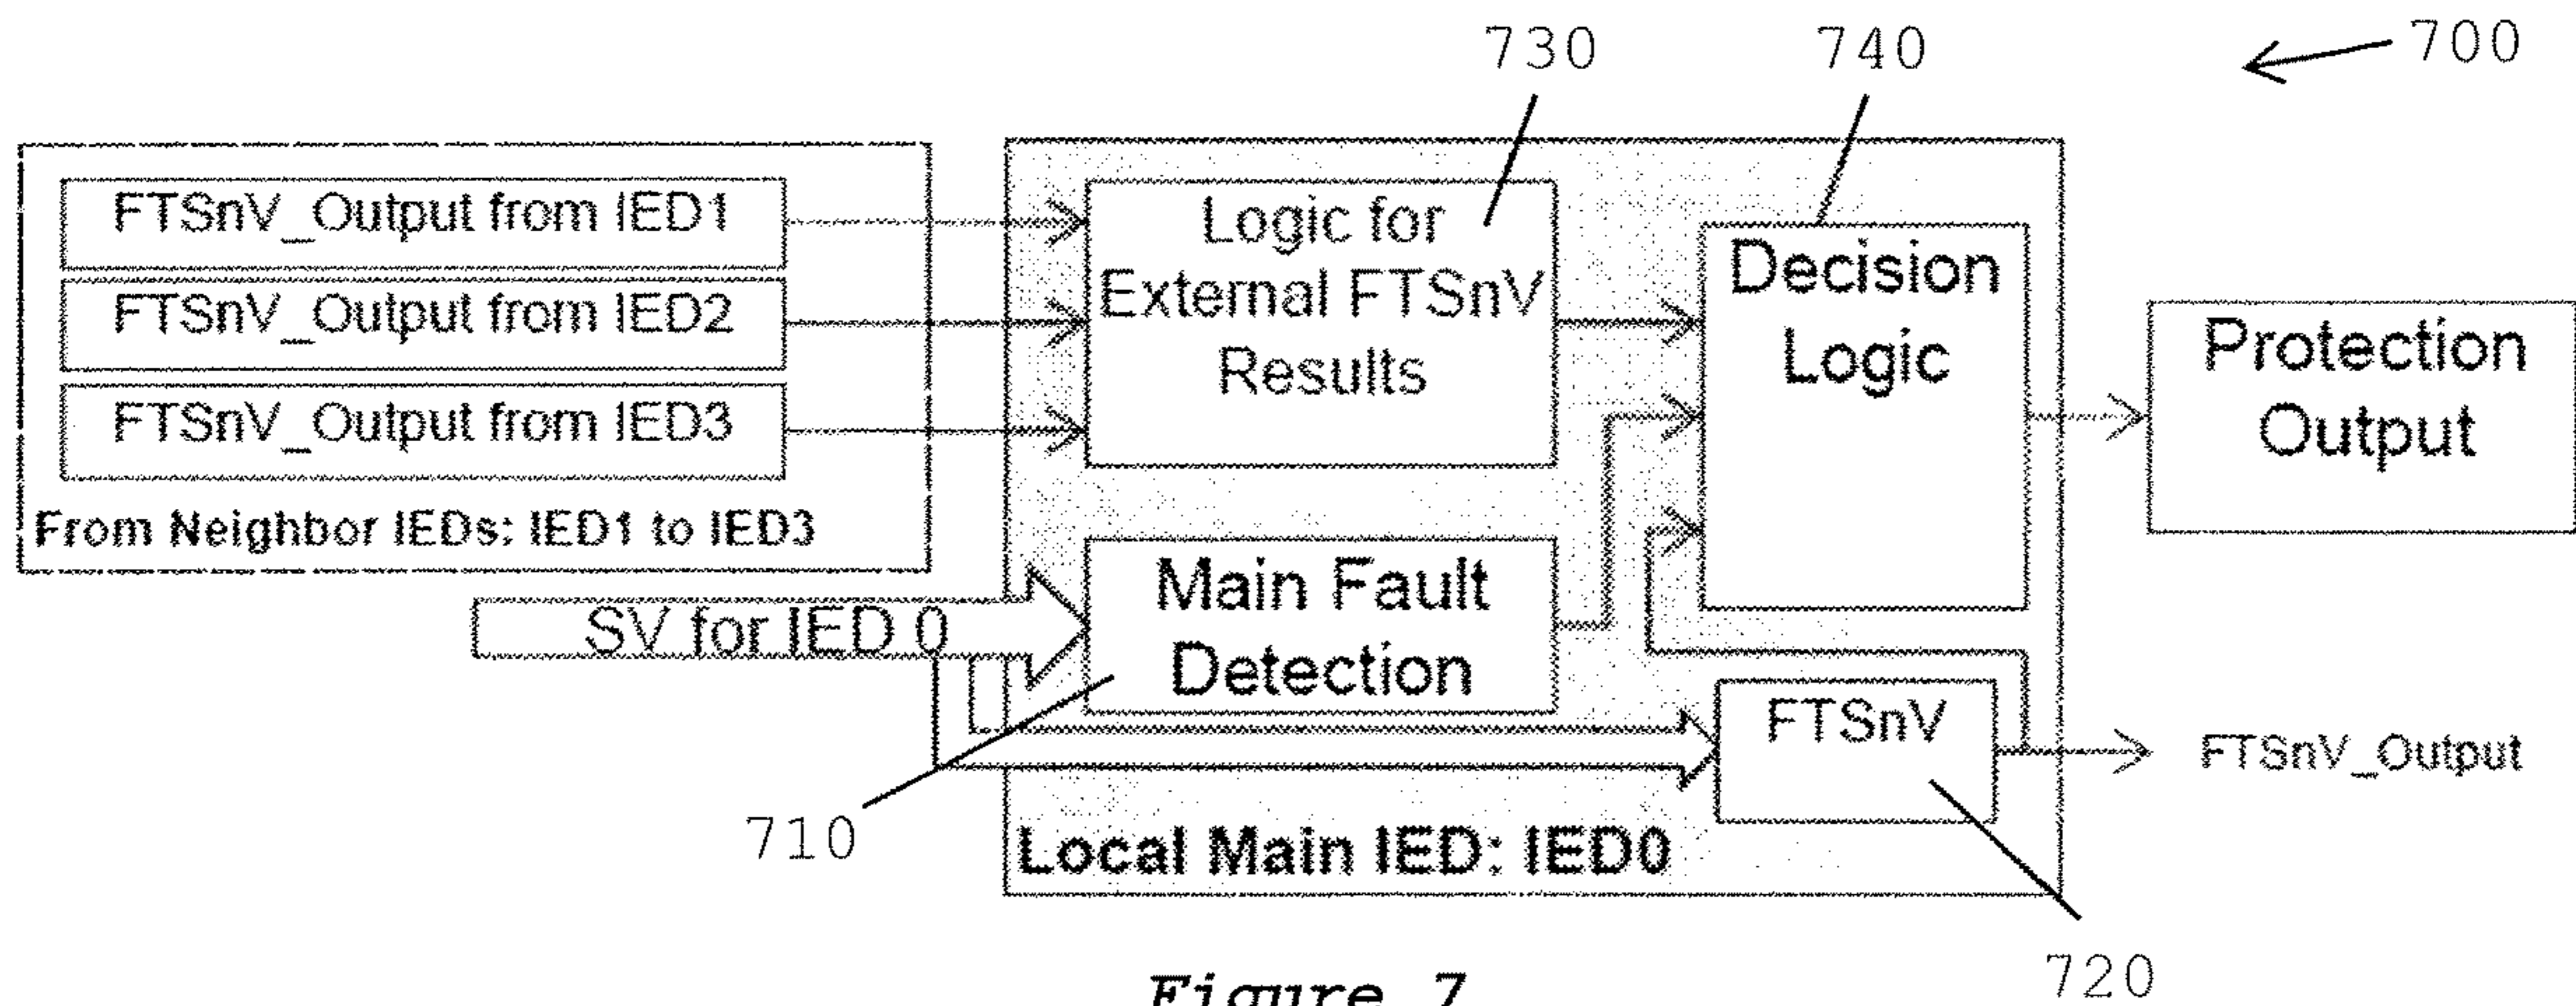 730
740
700
FTSnV_Output from IED1
FTSnV_Output from IED2
FTSnV_Output from IED3
From Neighbor IEDs: IED1 to IED3
Logic for
External FTSnV
Results
Decision
Logic
Protection
Output
SV for IED 0
Main Fault
Detection
FTSnV
FTSnV_Output
710
Local Main IED: IED0
720
Figure 7